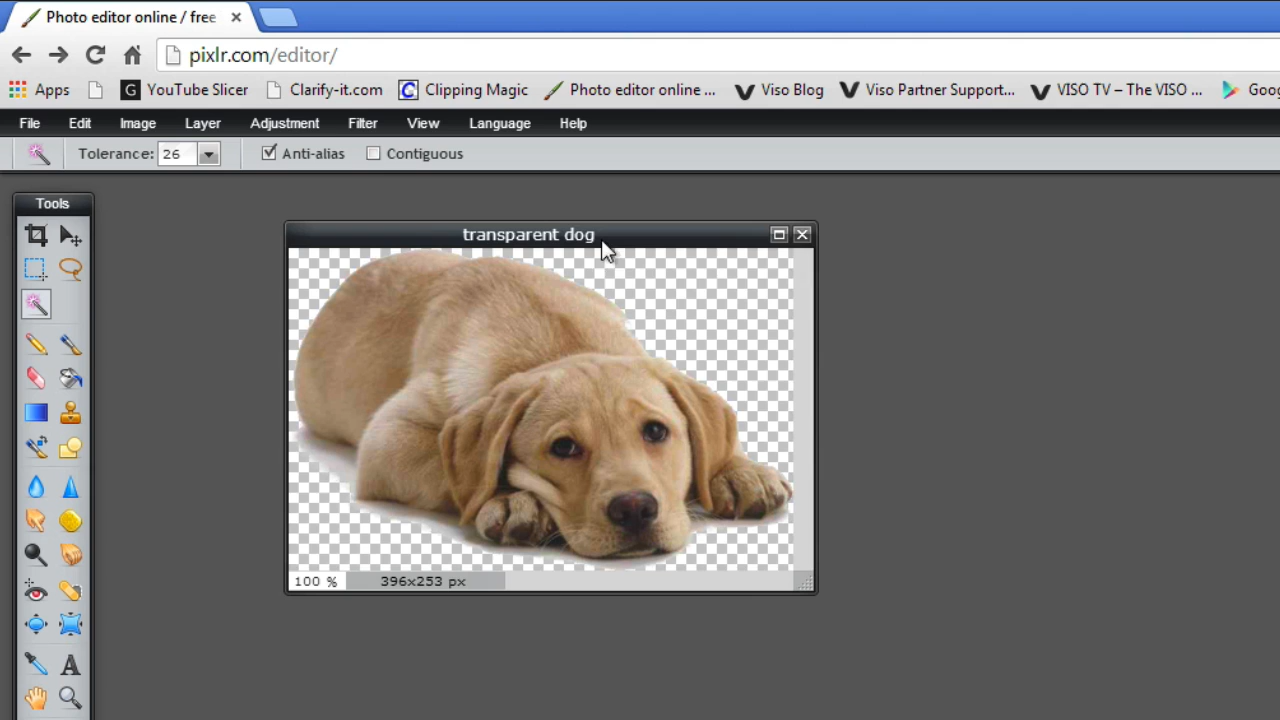 Photo editor online / free
pixlr.com/editor/
Apps YouTube Slicer Clarify-it.com Clipping Magic Photo editor online ... Viso Blog Viso Partner Support... VISO TV – The VISO ... Goo
File Edit Image Layer Adjustment Filter View Language Help
Tolerance: 26 Anti-alias Contiguous
Tools
transparent dog
100 % 396x253 px